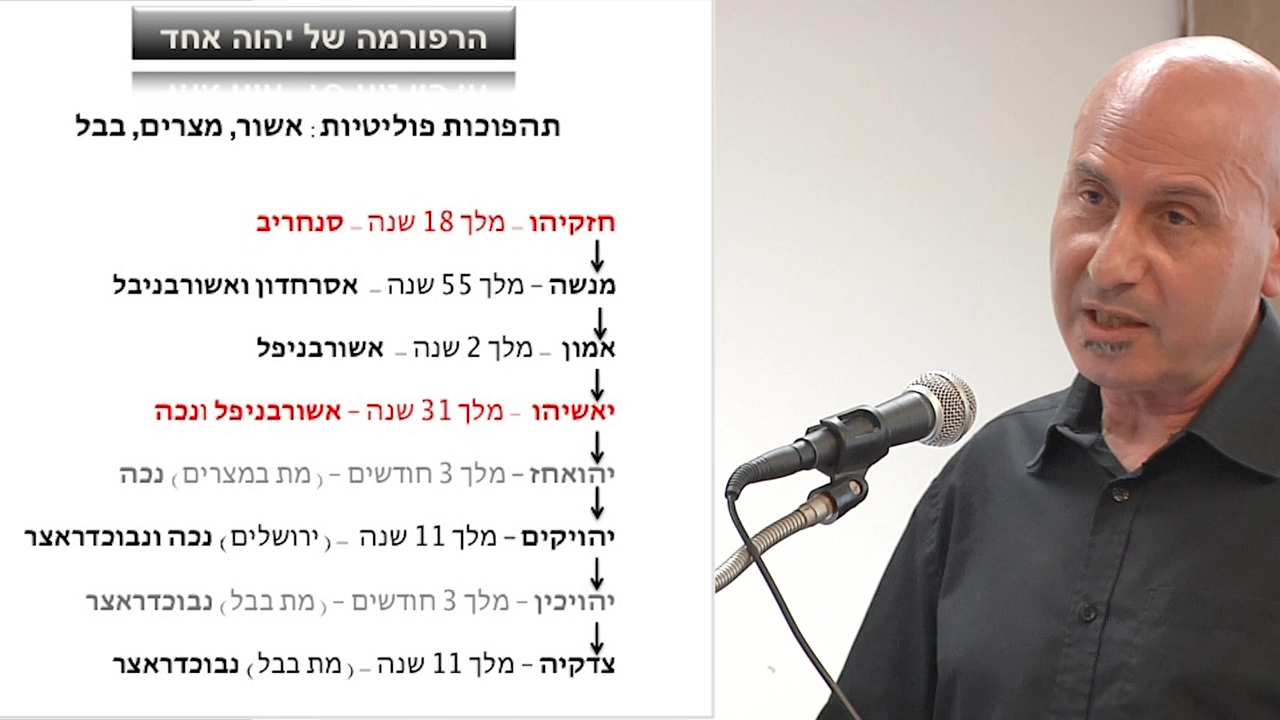 הרפורמה של יהוה אחד
תהפוכות פוליטיות : אשור, מצרים, בבל
חזקיהו – מלך 18 שנה – סנחריב
מנשה – מלך 55 שנה – אסרחדון ואשורבניבל
אמון – מלך 2 שנה – אשורבניפל
יאשיהו – מלך 31 שנה – אשורבניפל ונכה
יהואחז – מלך 3 חודשים – (מת במצרים) נכה
יהויקים – מלך 11 שנה – (ירושלים) נכה ונבוכדראצר
יהויכין – מלך 3 חודשים – (מת בבל) נבוכדראצר
צדקיה – מלך 11 שנה – (מת בבל) נבוכדראצר